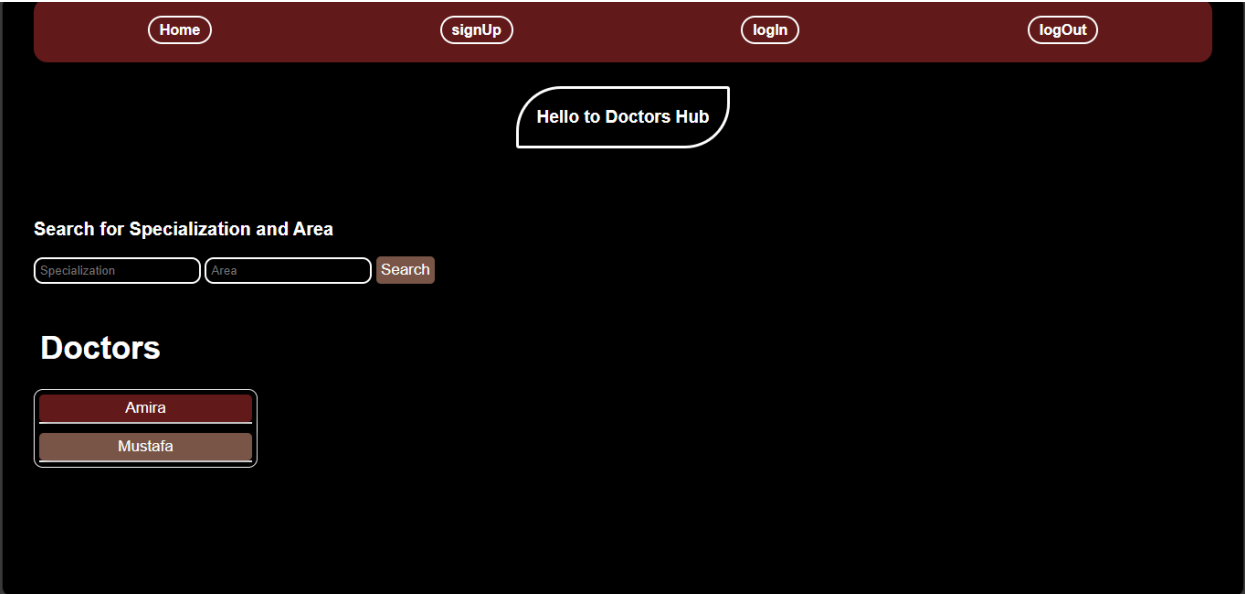 Home signUp logIn logOut
Hello to Doctors Hub
Search for Specialization and Area
Specialization Area Search
Doctors
Amira
Mustafa